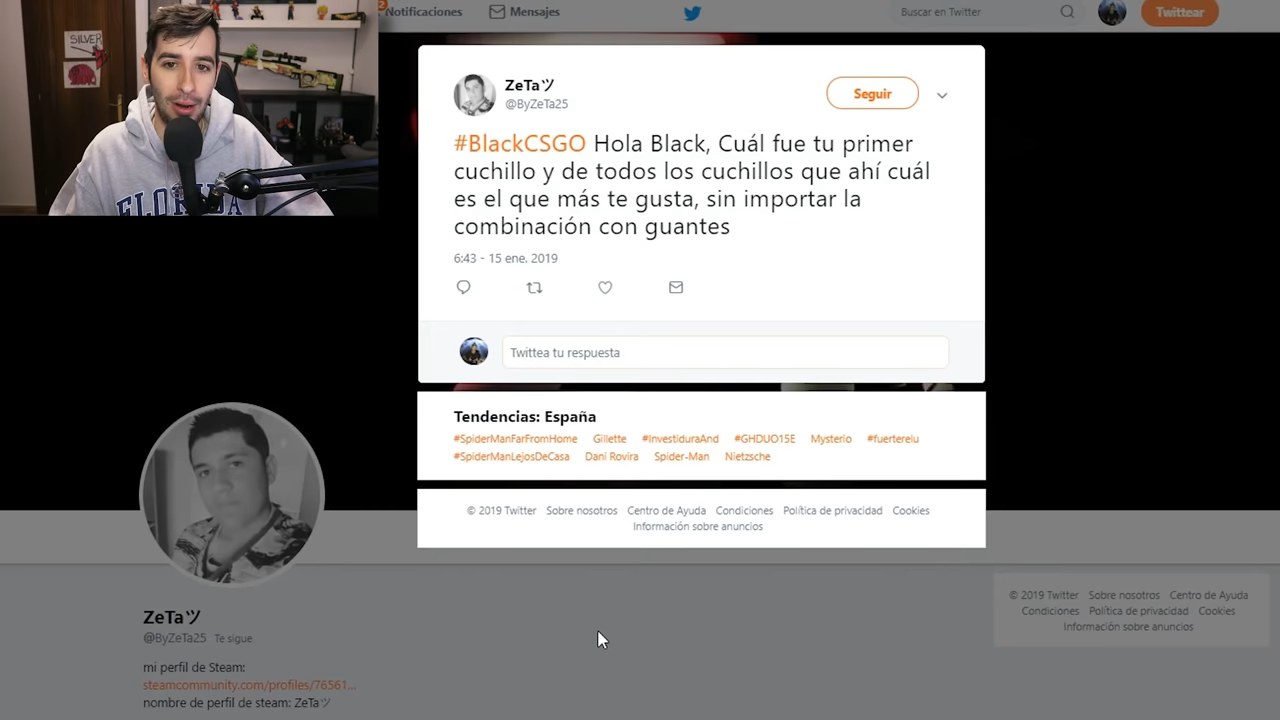 Notificaciones
Mensajes
Buscar en Twitter
Twittear
SILVER
FLORIDA
ZeTaツ
@ByZeTa25
Seguir
#BlackCSGO Hola Black, Cuál fue tu primer
cuchillo y de todos los cuchillos que ahí cuál
es el que más te gusta, sin importar la
combinación con guantes
6:43 - 15 ene. 2019
Twittea tu respuesta
Tendencias: España
#SpiderManFarFromHome Gillette #InvestiduraAnd #GHDUO15E Mysterio #fuerterelu
#SpiderManLejosDeCasa Dani Rovira Spider-Man Nietzsche
© 2019 Twitter Sobre nosotros Centro de Ayuda Condiciones Política de privacidad Cookies
Información sobre anuncios
ZeTaツ
@ByZeTa25 Te sigue
mi perfil de Steam:
steamcommunity.com/profiles/76561...
nombre de perfil de steam: ZeTaツ
© 2019 Twitter Sobre nosotros Centro de Ayuda
Condiciones Política de privacidad Cookies
Información sobre anuncios